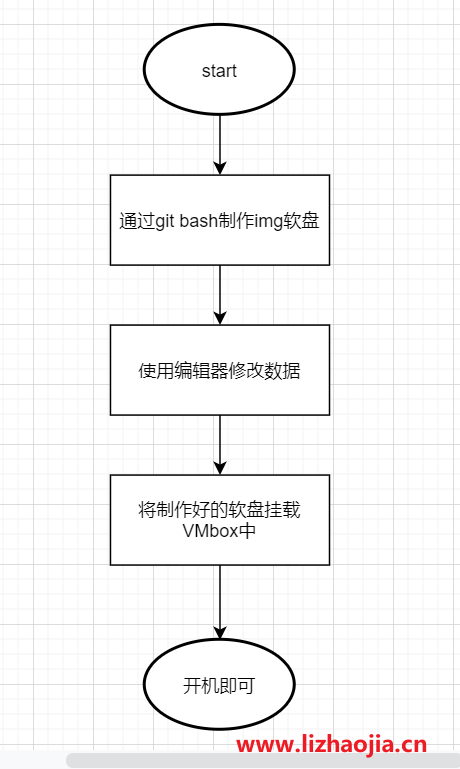 start
通过git bash制作img软盘
使用编辑器修改数据
将制作好的软盘挂载
VMbox中
开机即可
www.lizhaojia.cn